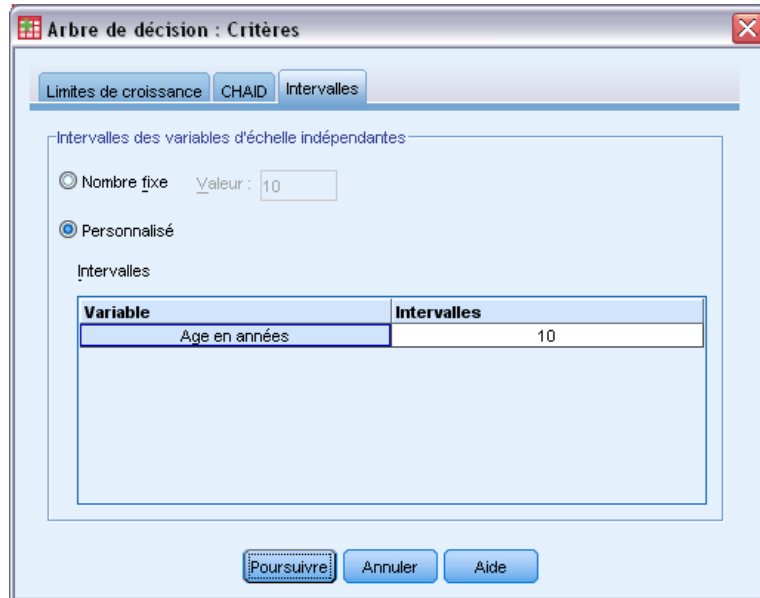 Arbre de décision : Critères
Limites de croissance CHAID Intervalles
Intervalles des variables d'échelle indépendantes
Nombre fixe Valeur : 10
Personnalisé
Intervalles
Variable Intervalles
Age en années 10
Poursuivre Annuler Aide